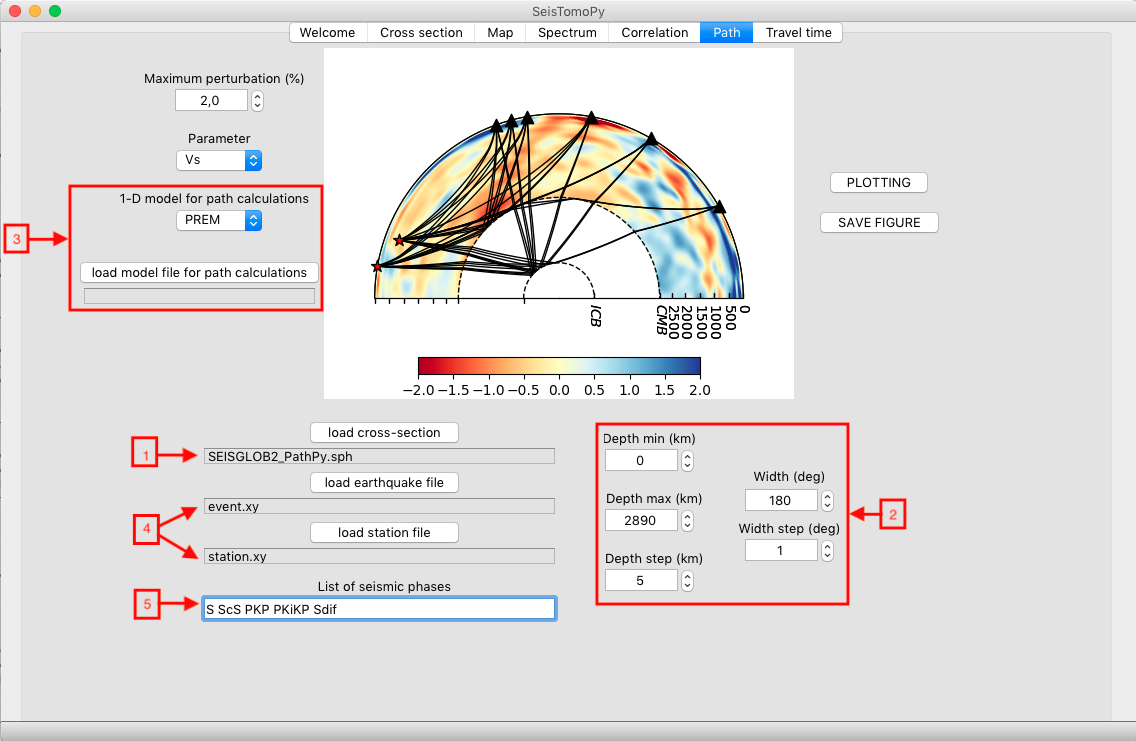 SeisTomoPy
Welcome Cross section Map Spectrum Correlation Path Travel time
Maximum perturbation (%)
2,0
Parameter
Vs
1-D model for path calculations
PREM
3
load model file for path calculations
PLOTTING
SAVE FIGURE
ICB
CMB
2500
2000
1500
1000
500
0
−2.0 −1.5 −1.0 −0.5 0.0 0.5 1.0 1.5 2.0
load cross-section
1
SEISGLOB2_PathPy.sph
load earthquake file
event.xy
4
load station file
station.xy
List of seismic phases
5
S ScS PKP PKiKP Sdif
Depth min (km)
0
Depth max (km)
2890
Depth step (km)
5
Width (deg)
180
Width step (deg)
1
2